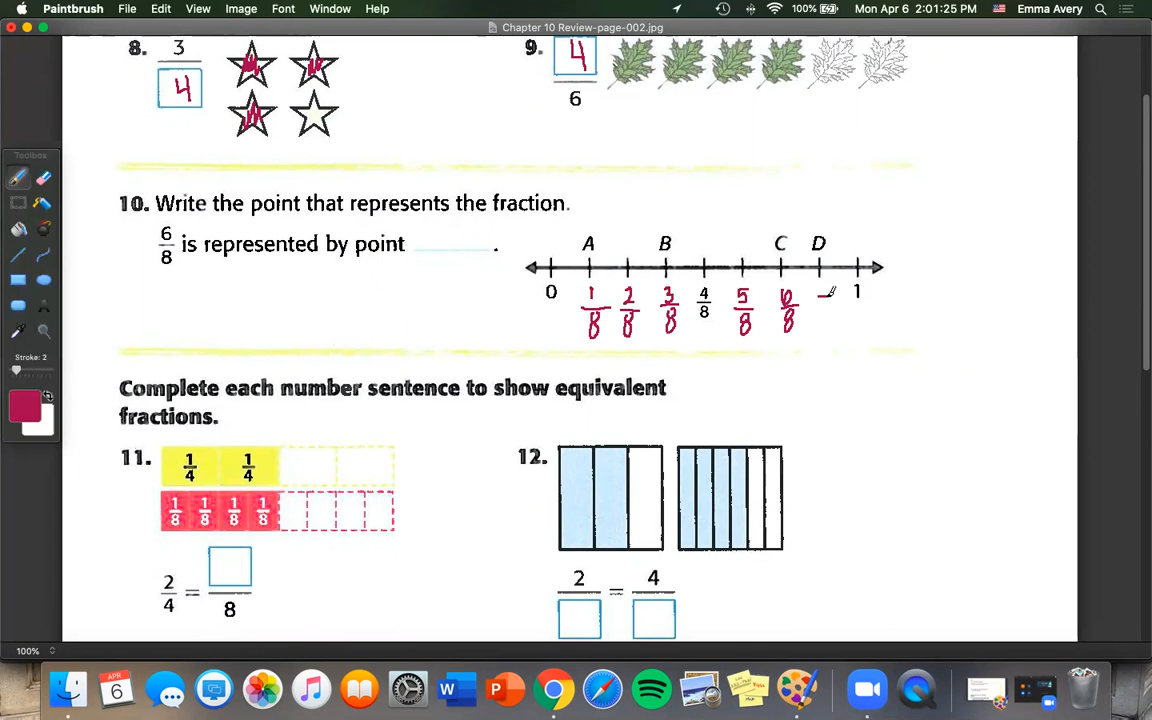 Paintbrush File Edit View Image Font Window Help 100% Mon Apr 6 2:01:25 PM Emma Avery
Chapter 10 Review-page-002.jpg
8. 3
4
9. 4
6
Toolbox
10. Write the point that represents the fraction.
6/8 is represented by point ______.
A B C D
0 1/8 2/8 3/8 4/8 5/8 6/8 1
Stroke: 2
Complete each number sentence to show equivalent
fractions.
11. 1/4 1/4
1/8 1/8 1/8 1/8
2/4 = /8
12.
2 = 4
100%
APR
6
W P